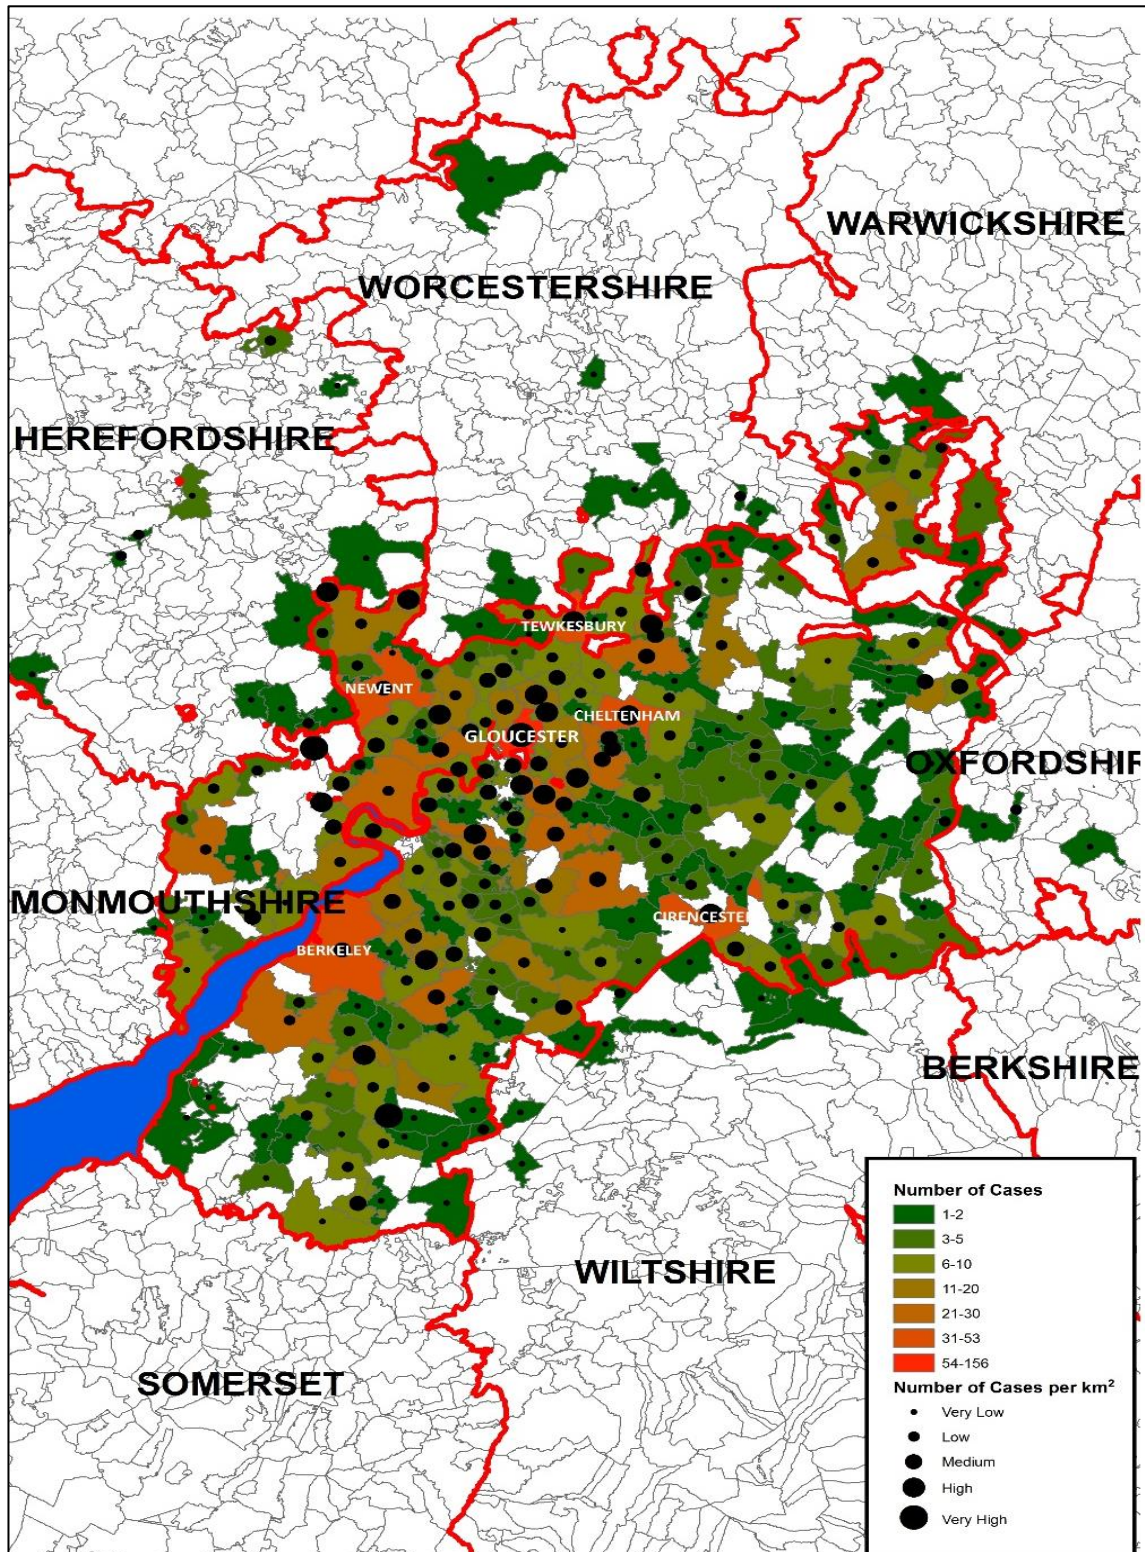 WARWICKSHIRE
WORCESTERSHIRE
HEREFORDSHIRE
TEWKESBURY
NEWENT
CHELTENHAM
GLOUCESTER
OXFORDSHIR
MONMOUTHSHIRE
CIRENCESTE
BERKELEY
BERKSHIRE
WILTSHIRE
SOMERSET
Number of Cases
1-2
3-5
6-10
11-20
21-30
31-53
54-156
Number of Cases per km²
Very Low
Low
Medium
High
Very High